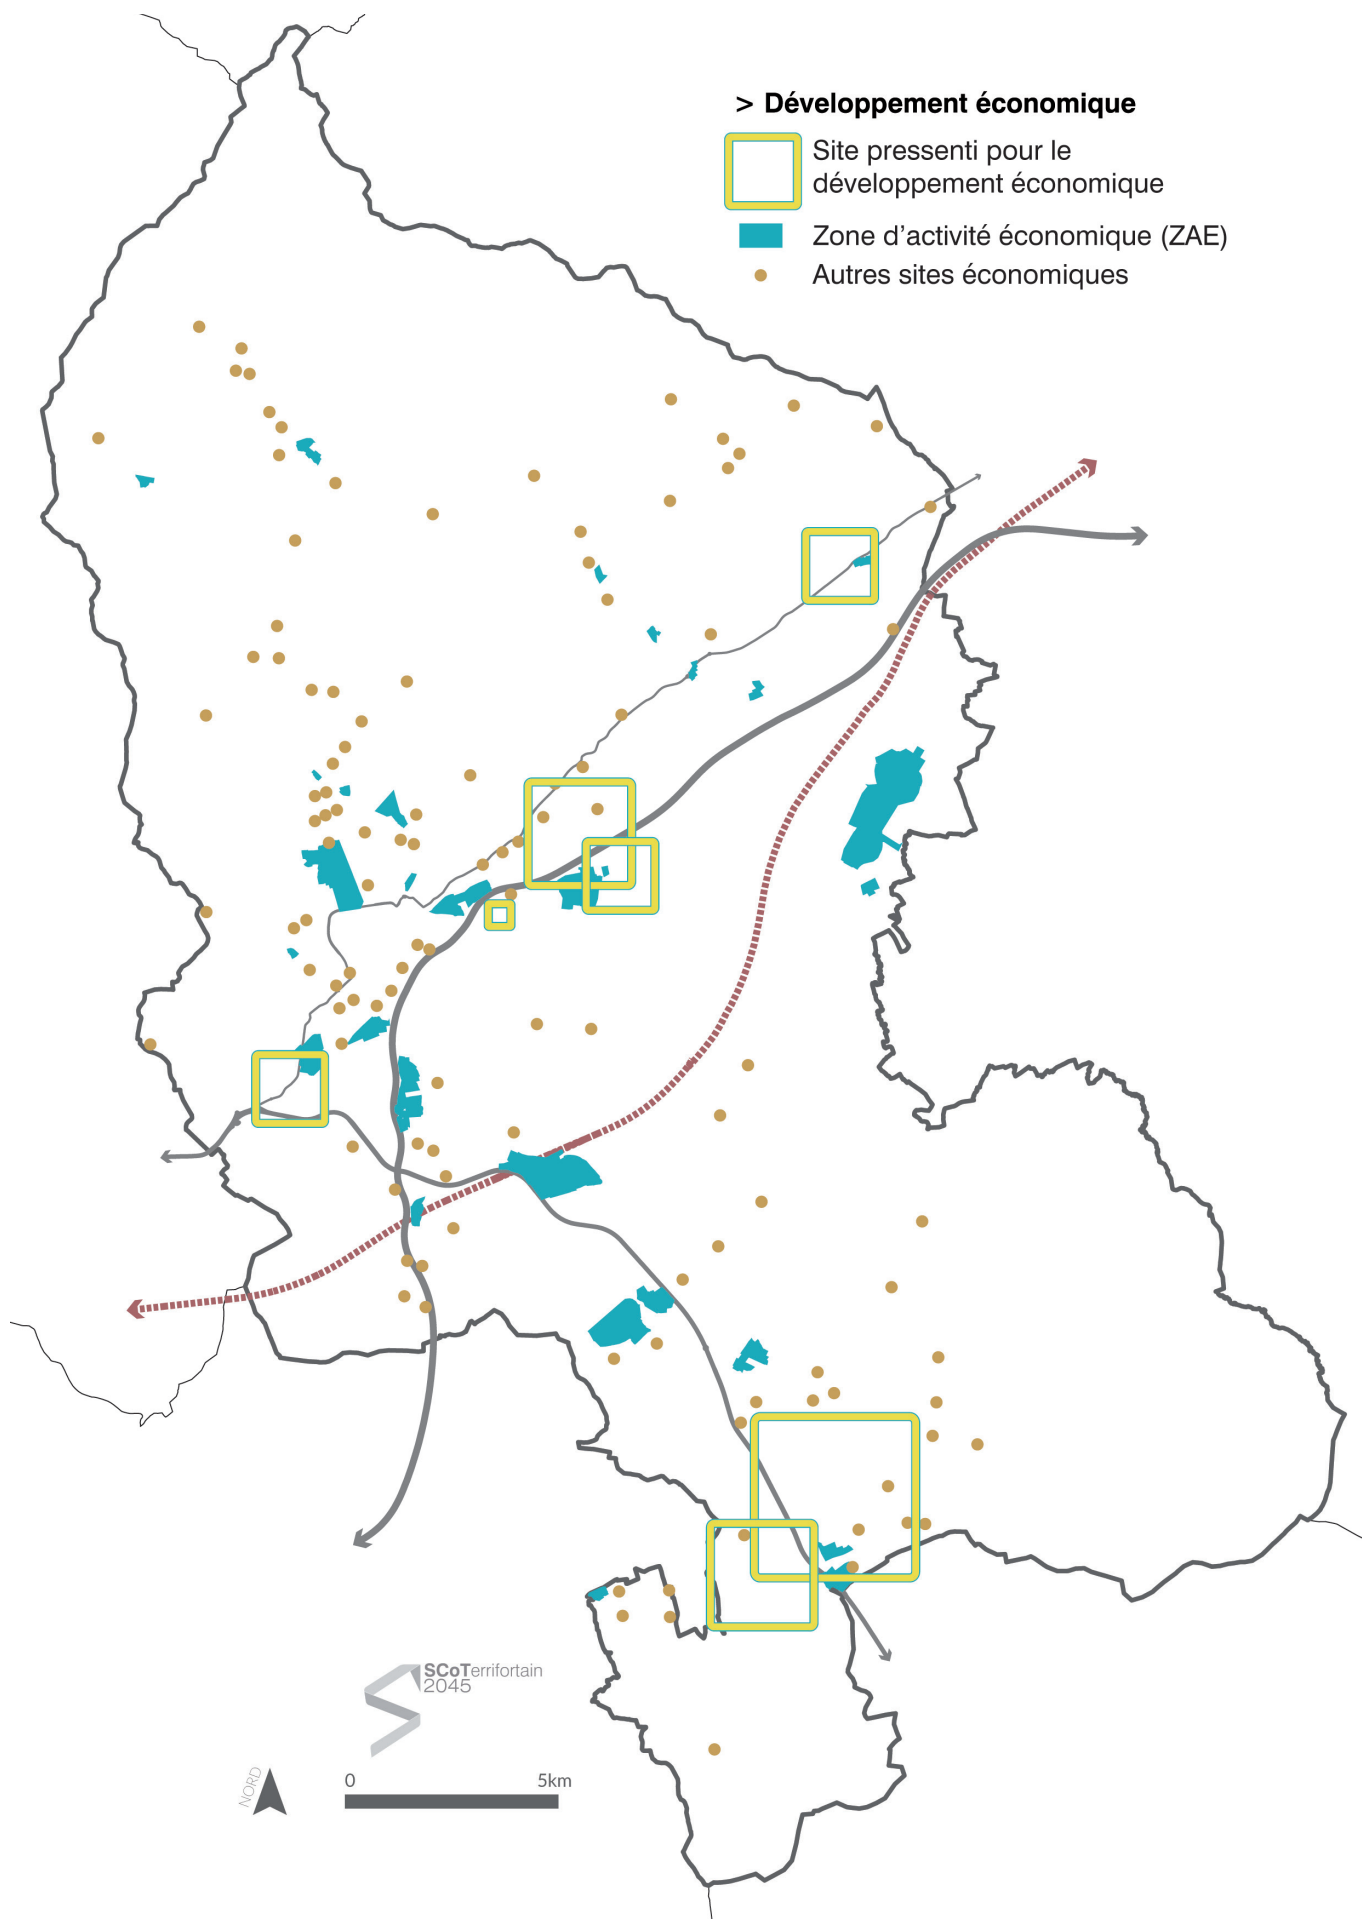 > Développement économique
Site pressenti pour le
développement économique
Zone d’activité économique (ZAE)
Autres sites économiques
SCoTerrifortain
2045
NORD
0 5km